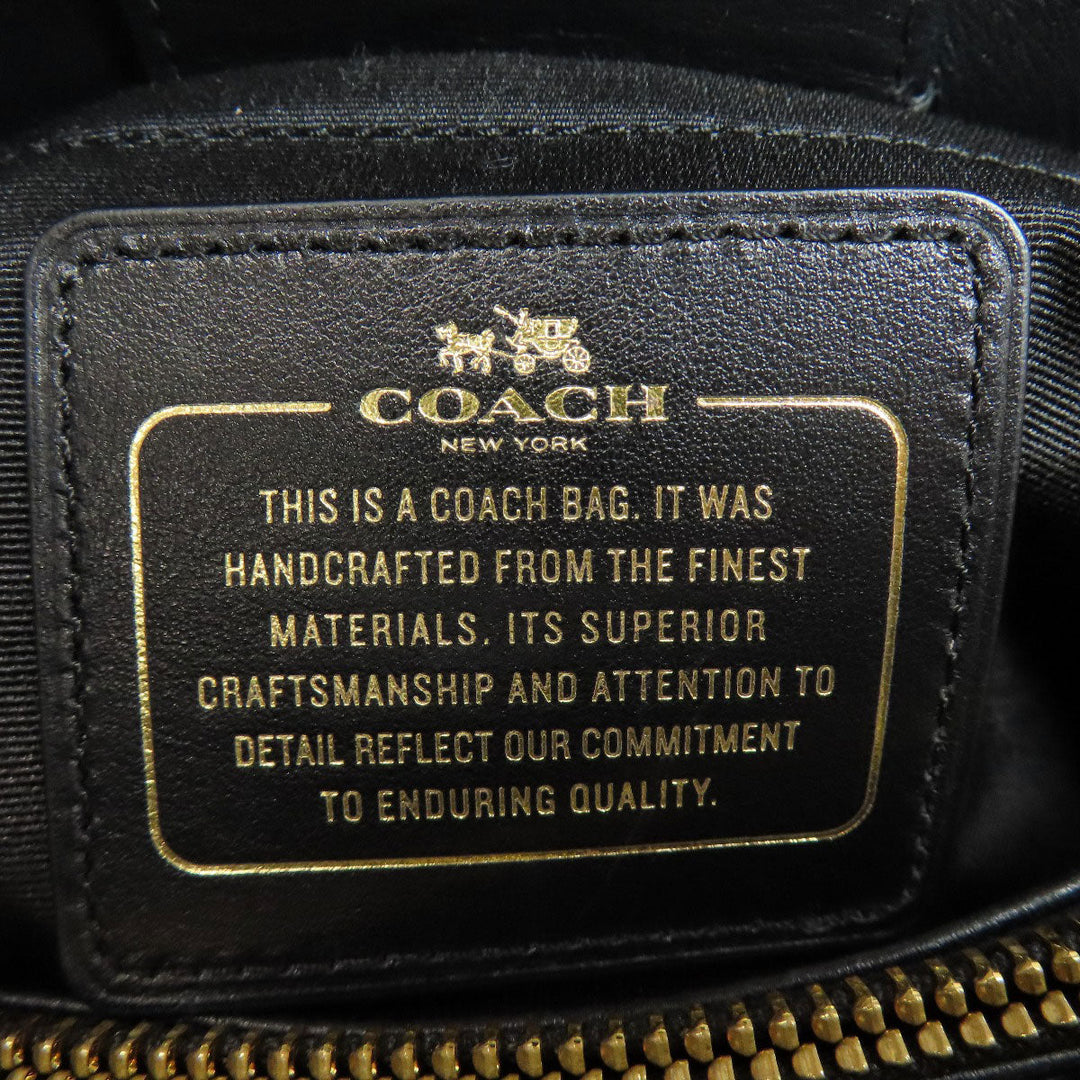 COACH
NEW YORK
THIS IS A COACH BAG. IT WAS
HANDCRAFTED FROM THE FINEST
MATERIALS. ITS SUPERIOR
CRAFTSMANSHIP AND ATTENTION TO
DETAIL REFLECT OUR COMMITMENT
TO ENDURING QUALITY.